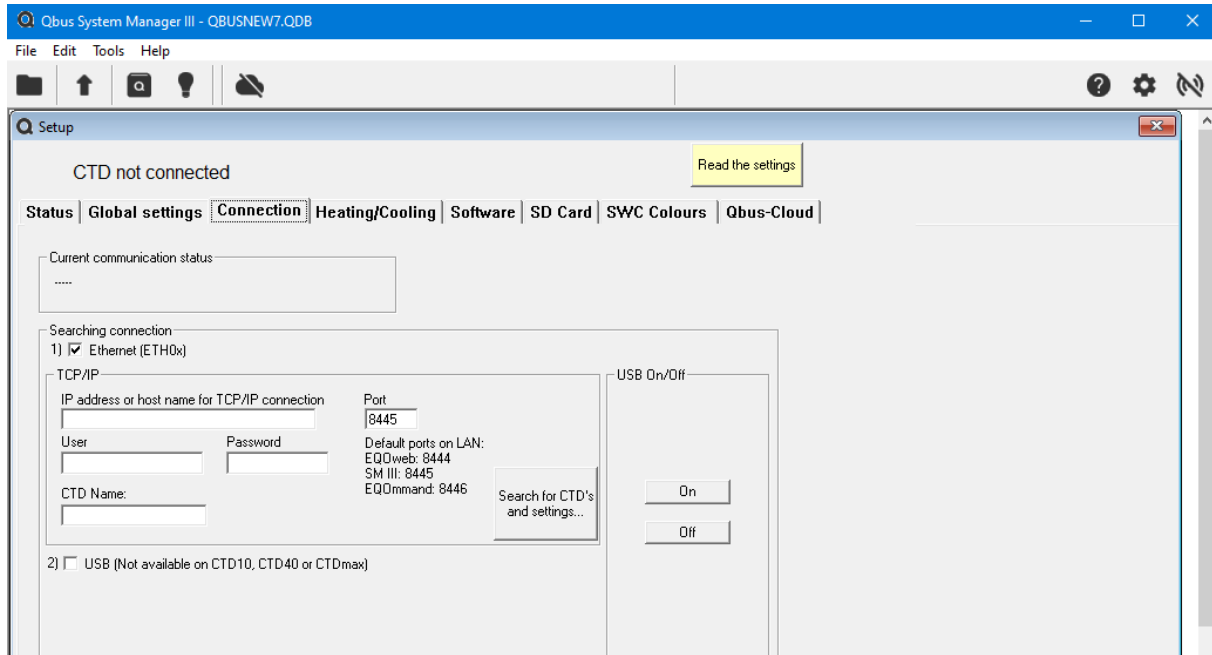 Qbus System Manager III - QBUSNEW7.QDB
File Edit Tools Help
Setup
CTD not connected
Read the settings
Status Global settings Connection Heating/Cooling Software SD Card SWC Colours Qbus-Cloud
Current communication status
-----
Searching connection
1) Ethernet (ETH0x)
TCP/IP
USB On/Off
IP address or host name for TCP/IP connection
Port
8445
User
Password
Default ports on LAN:
EQOweb: 8444
SM III: 8445
EQOmmand: 8446
CTD Name:
Search for CTD's
and settings...
On
Off
2) USB (Not available on CTD10, CTD40 or CTDmax)